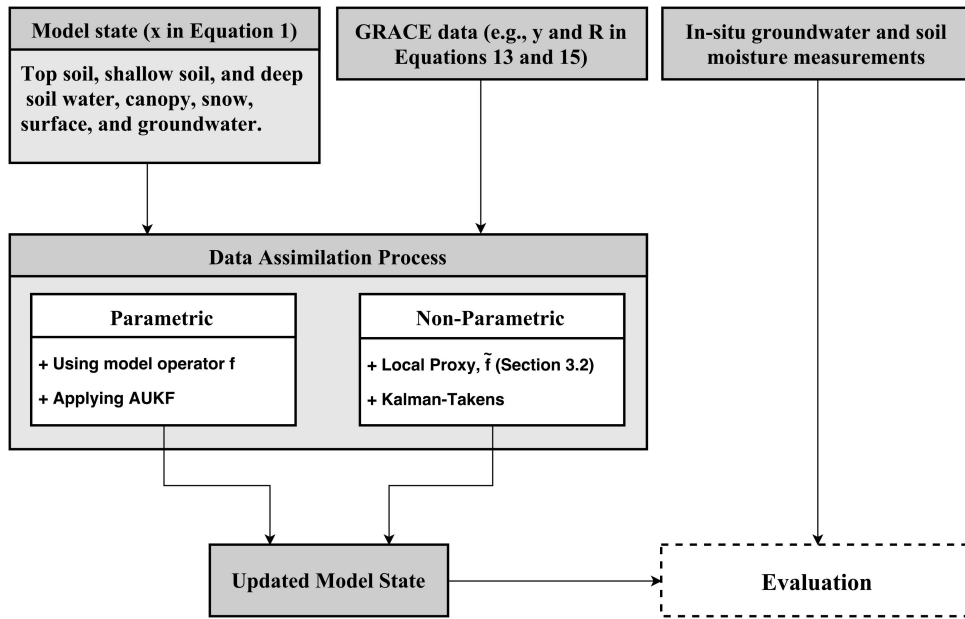 Model state (x in Equation 1)
Top soil, shallow soil, and deep
soil water, canopy, snow,
surface, and groundwater.
GRACE data (e.g., y and R in
Equations 13 and 15)
In-situ groundwater and soil
moisture measurements
Data Assimilation Process
Parametric
+ Using model operator f
+ Applying AUKF
Non-Parametric
+ Local Proxy, f̃ (Section 3.2)
+ Kalman-Takens
Updated Model State
Evaluation